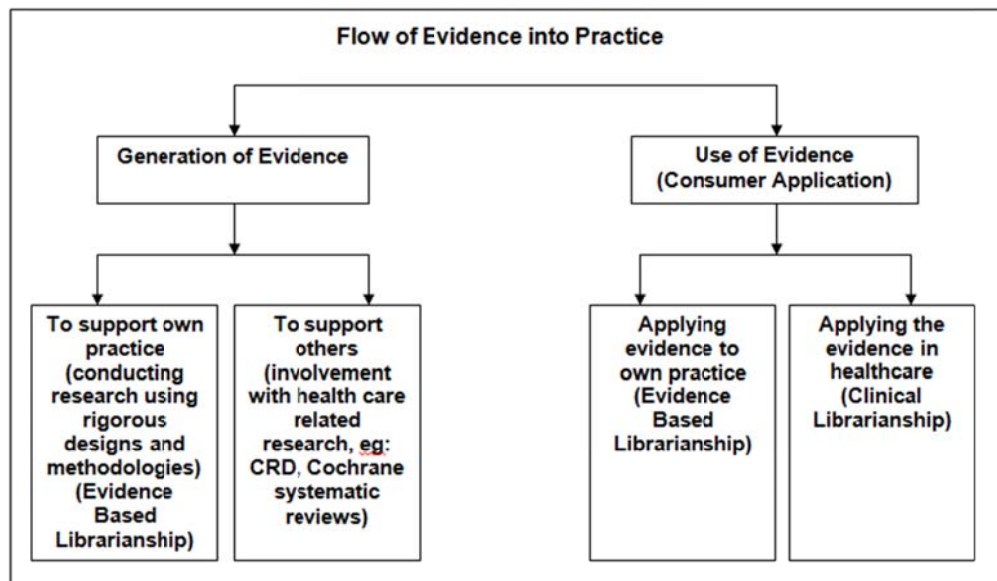 Flow of Evidence into Practice
Generation of Evidence
Use of Evidence
(Consumer Application)
To support own
practice
(conducting
research using
rigorous
designs and
methodologies)
(Evidence
Based
Librarianship)
To support
others
(involvement
with health care
related
research, eg:
CRD, Cochrane
systematic
reviews)
Applying
evidence to
own practice
(Evidence
Based
Librarianship)
Applying the
evidence in
healthcare
(Clinical
Librarianship)